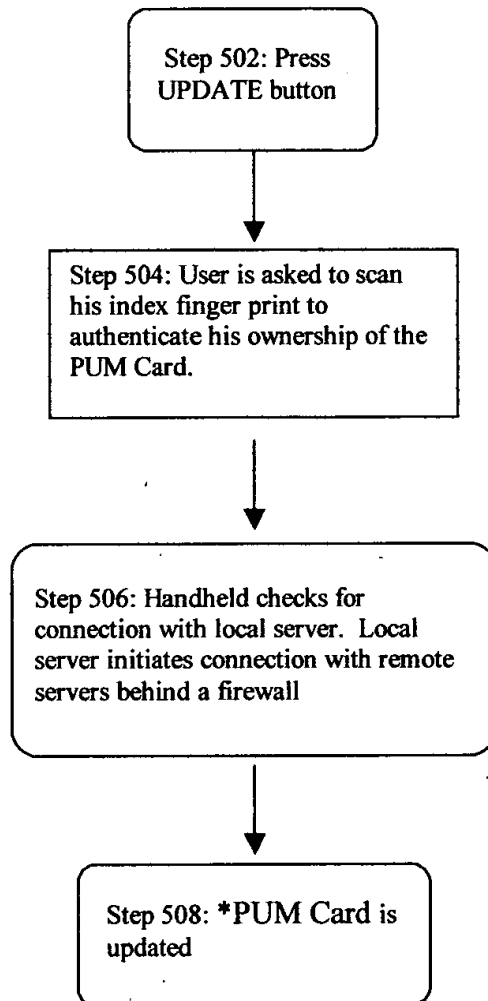 Step 502: Press
UPDATE button
Step 504: User is asked to scan
his index finger print to
authenticate his ownership of the
PUM Card.
Step 506: Handheld checks for
connection with local server. Local
server initiates connection with remote
servers behind a firewall
Step 508: *PUM Card is
updated